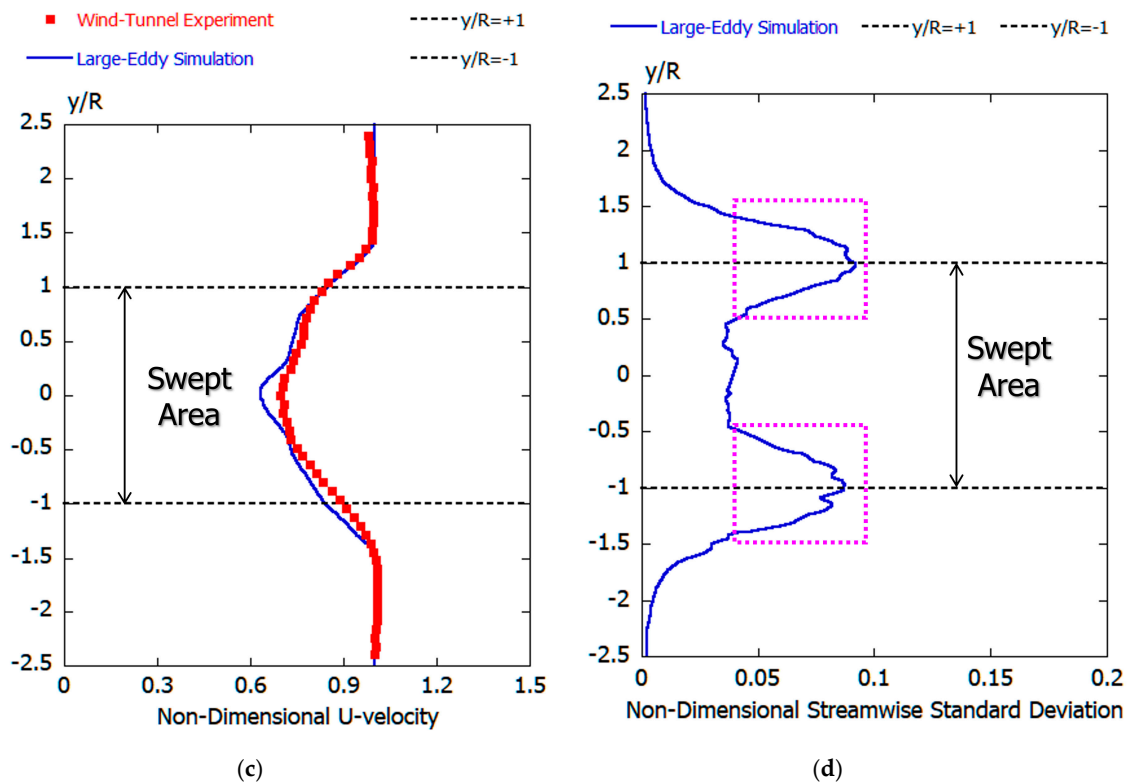 Wind-Tunnel Experiment
y/R=+1
Large-Eddy Simulation
y/R=-1
y/R
2.5
2
1.5
1
0.5
0
-0.5
-1
-1.5
-2
-2.5
Swept
Area
0
0.3
0.6
0.9
1.2
1.5
Non-Dimensional U-velocity
(c)
Large-Eddy Simulation
y/R=+1
y/R=-1
y/R
2.5
2
1.5
1
0.5
0
-0.5
-1
-1.5
-2
-2.5
Swept
Area
0
0.05
0.1
0.15
0.2
Non-Dimensional Streamwise Standard Deviation
(d)